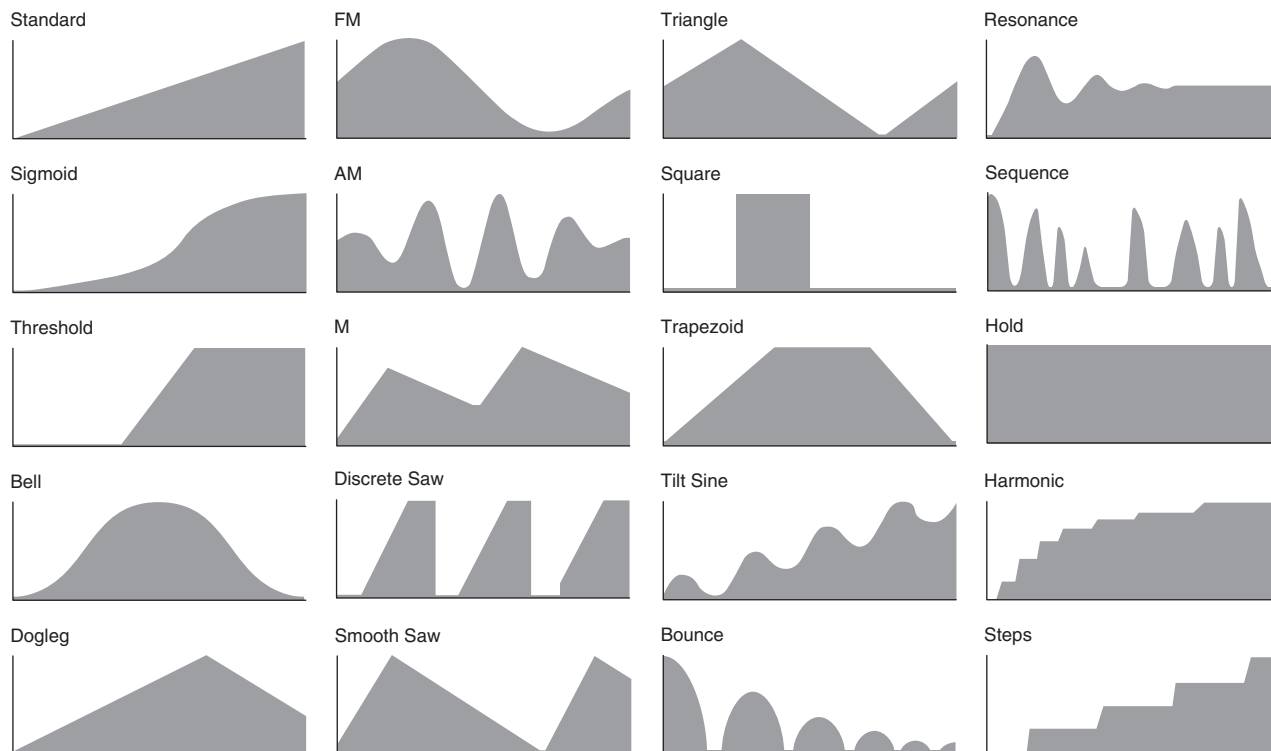 Standard
FM
Triangle
Resonance
Sigmoid
AM
Square
Sequence
Threshold
M
Trapezoid
Hold
Bell
Discrete Saw
Tilt Sine
Harmonic
Dogleg
Smooth Saw
Bounce
Steps